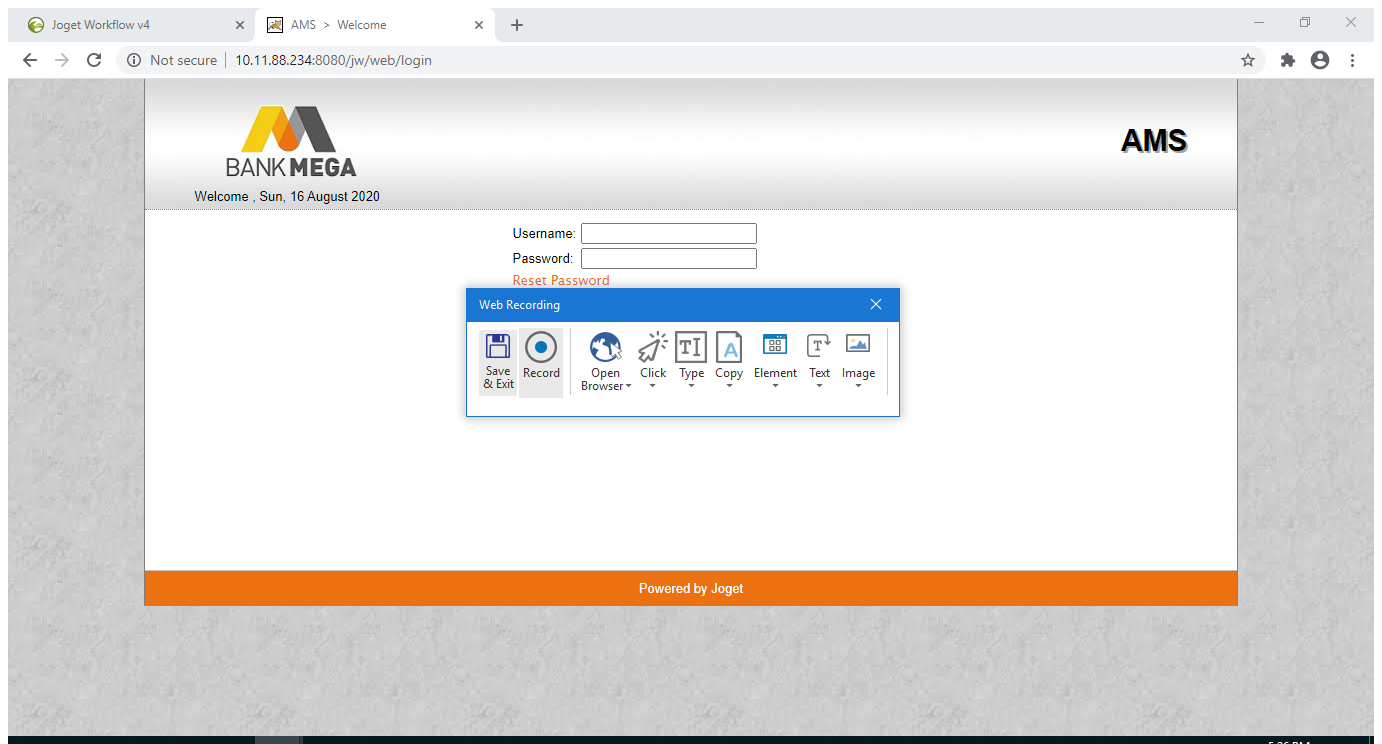 Joget Workflow v4
AMS > Welcome
Not secure
10.11.88.234:8080/jw/web/login
BANK MEGA
AMS
Welcome , Sun, 16 August 2020
Username:
Password:
Reset Password
Web Recording
Save & Exit
Record
Open Browser
Click
Type
Copy
Element
Text
Image
Powered by Joget